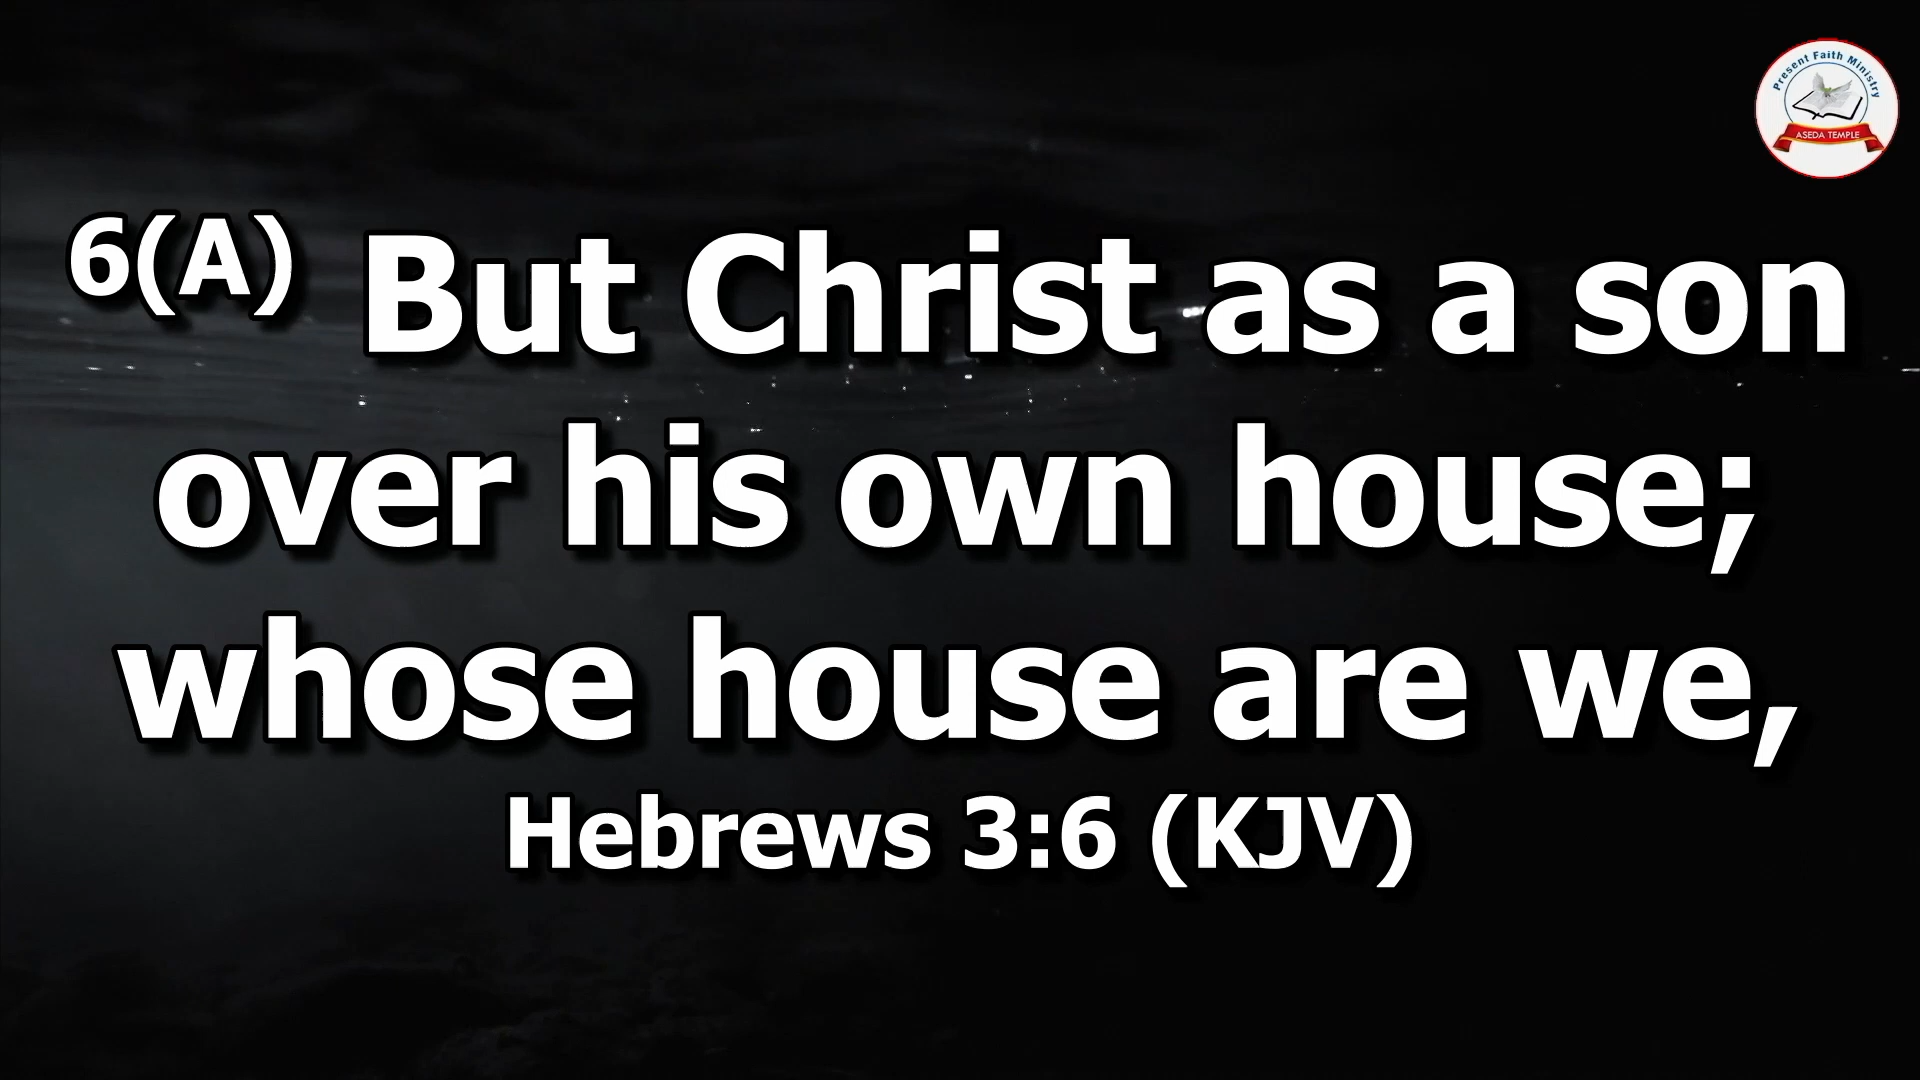 Present Faith Ministry
ASEDA TEMPLE
6(A) But Christ as a son
over his own house;
whose house are we,
Hebrews 3:6 (KJV)